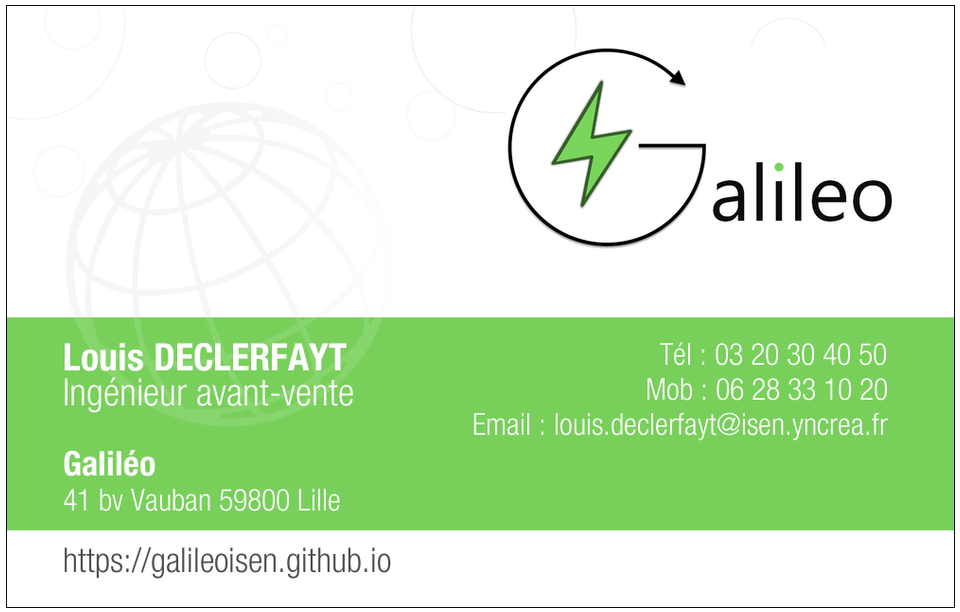 Galileo
Louis DECLERFAYT
Ingénieur avant-vente
Galiléo
41 bv Vauban 59800 Lille
Tél : 03 20 30 40 50
Mob : 06 28 33 10 20
Email : louis.declerfayt@isen.yncrea.fr
https://galileoisen.github.io